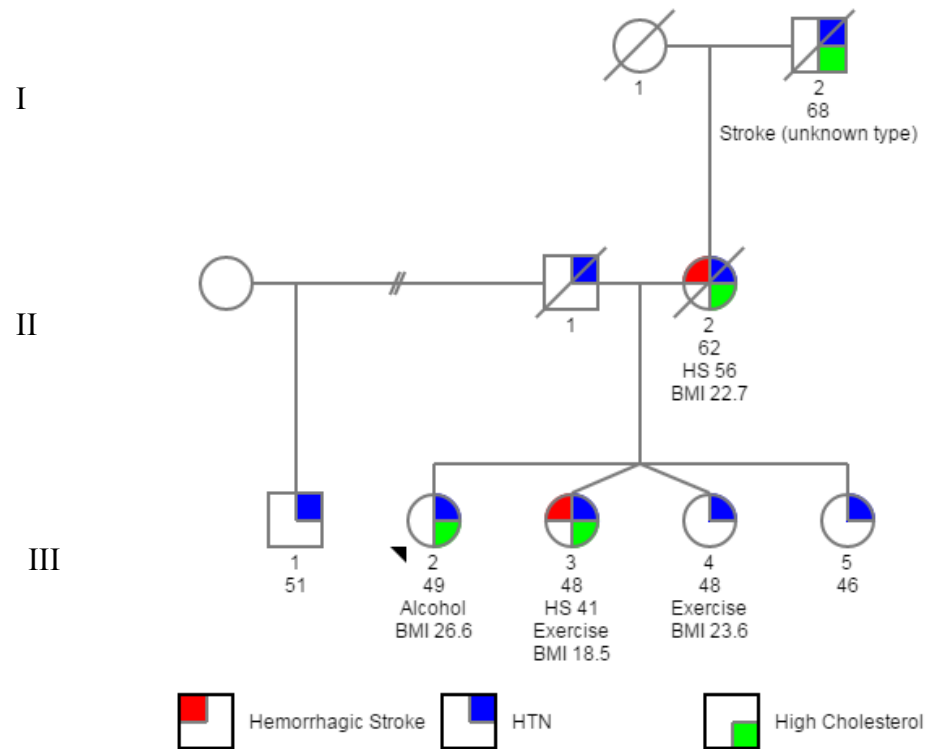 I
1
2
68
Stroke (unknown type)
II
1
2
62
HS 56
BMI 22.7
III
1
51
2
49
Alcohol
BMI 26.6
3
48
HS 41
Exercise
BMI 18.5
4
48
Exercise
BMI 23.6
5
46
Hemorrhagic Stroke
HTN
High Cholesterol